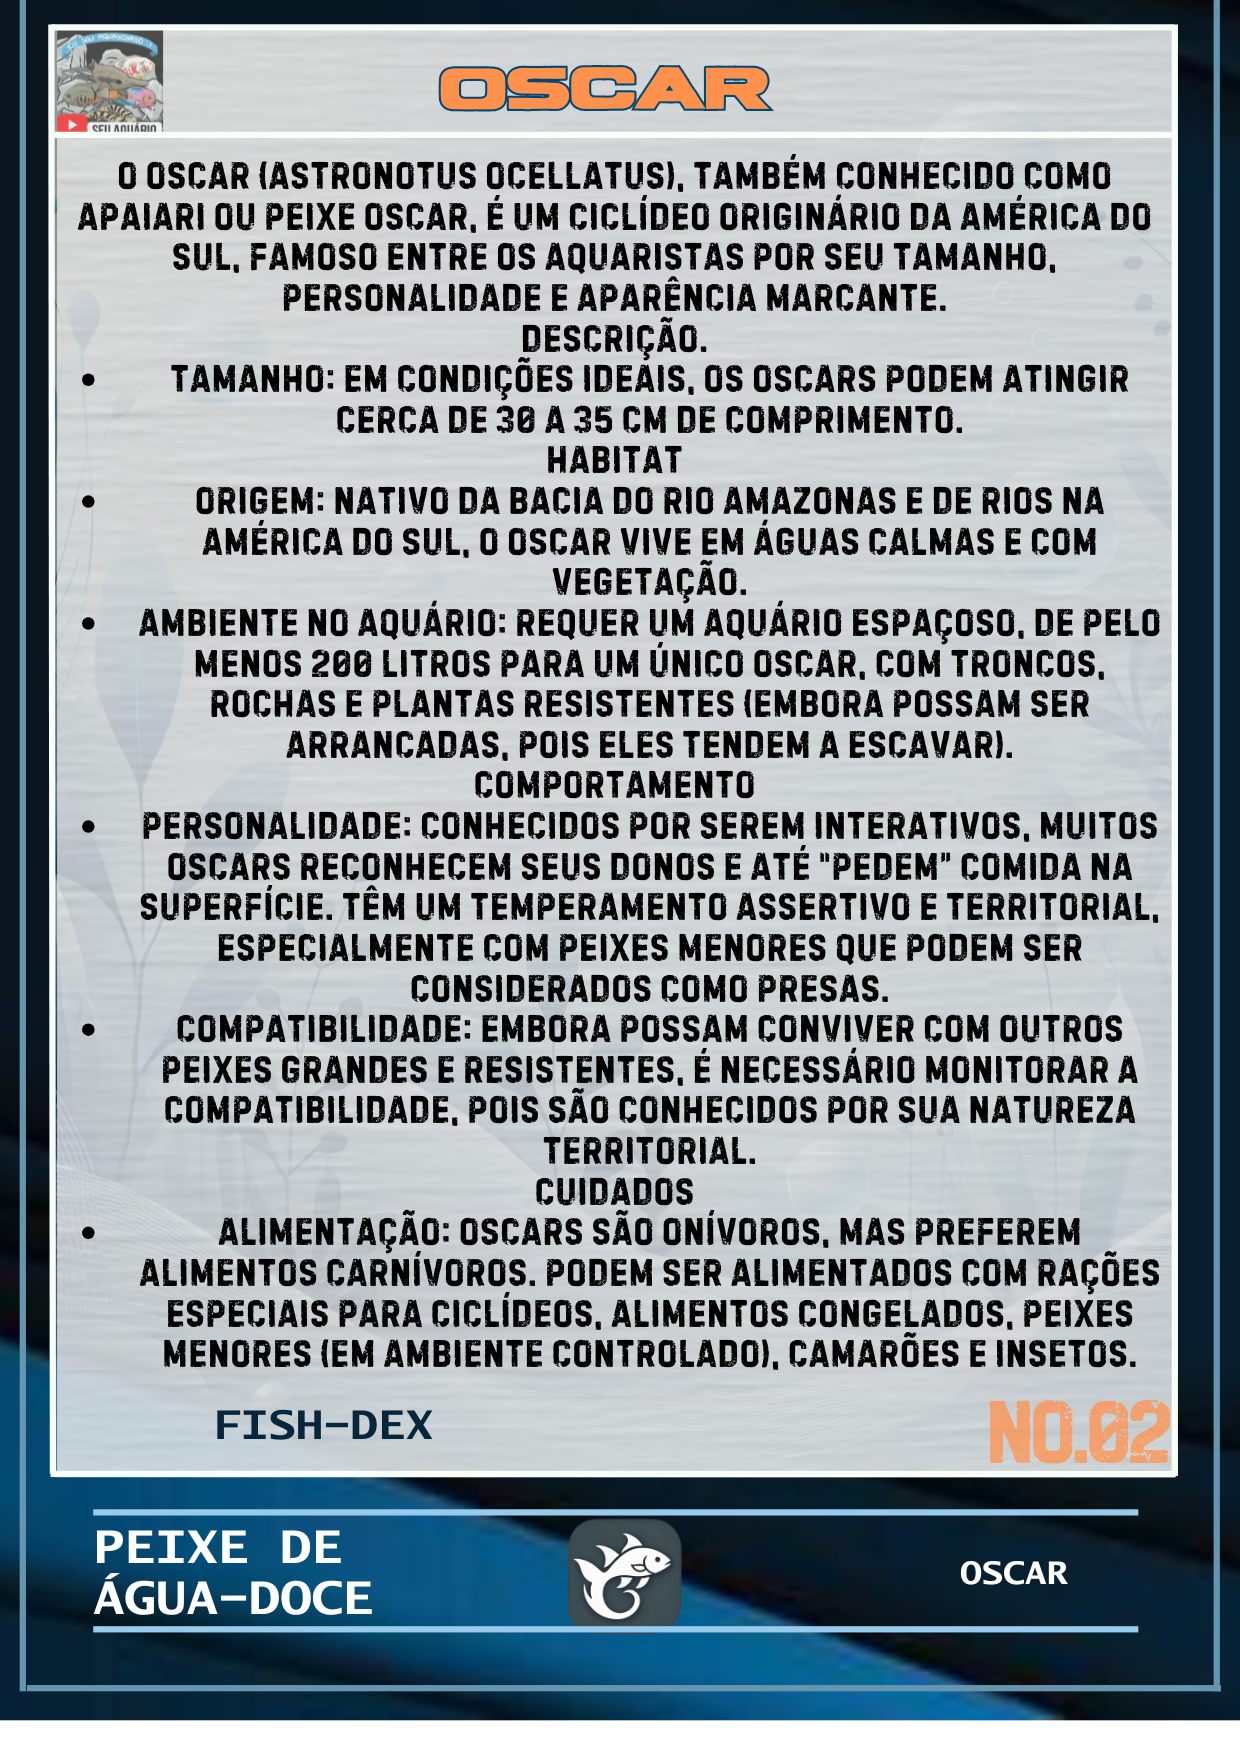 EU SOU AQUAXONADO
SEU AQUÁRIO
OSCAR
O OSCAR (ASTRONOTUS OCELLATUS), TAMBÉM CONHECIDO COMO
APAIARI OU PEIXE OSCAR, É UM CICLÍDEO ORIGINÁRIO DA AMÉRICA DO
SUL, FAMOSO ENTRE OS AQUARISTAS POR SEU TAMANHO,
PERSONALIDADE E APARÊNCIA MARCANTE.
DESCRIÇÃO.
• TAMANHO: EM CONDIÇÕES IDEAIS, OS OSCARS PODEM ATINGIR
CERCA DE 30 A 35 CM DE COMPRIMENTO.
HABITAT
• ORIGEM: NATIVO DA BACIA DO RIO AMAZONAS E DE RIOS NA
AMÉRICA DO SUL, O OSCAR VIVE EM ÁGUAS CALMAS E COM
VEGETAÇÃO.
• AMBIENTE NO AQUÁRIO: REQUER UM AQUÁRIO ESPAÇOSO, DE PELO
MENOS 200 LITROS PARA UM ÚNICO OSCAR, COM TRONCOS,
ROCHAS E PLANTAS RESISTENTES (EMBORA POSSAM SER
ARRANCADAS, POIS ELES TENDEM A ESCAVAR).
COMPORTAMENTO
• PERSONALIDADE: CONHECIDOS POR SEREM INTERATIVOS, MUITOS
OSCARS RECONHECEM SEUS DONOS E ATÉ "PEDEM" COMIDA NA
SUPERFÍCIE. TÊM UM TEMPERAMENTO ASSERTIVO E TERRITORIAL,
ESPECIALMENTE COM PEIXES MENORES QUE PODEM SER
CONSIDERADOS COMO PRESAS.
• COMPATIBILIDADE: EMBORA POSSAM CONVIVER COM OUTROS
PEIXES GRANDES E RESISTENTES, É NECESSÁRIO MONITORAR A
COMPATIBILIDADE, POIS SÃO CONHECIDOS POR SUA NATUREZA
TERRITORIAL.
CUIDADOS
• ALIMENTAÇÃO: OSCARS SÃO ONÍVOROS, MAS PREFEREM
ALIMENTOS CARNÍVOROS. PODEM SER ALIMENTADOS COM RAÇÕES
ESPECIAIS PARA CICLÍDEOS, ALIMENTOS CONGELADOS, PEIXES
MENORES (EM AMBIENTE CONTROLADO), CAMARÕES E INSETOS.
FISH-DEX
NO.02
PEIXE DE
ÁGUA-DOCE
OSCAR